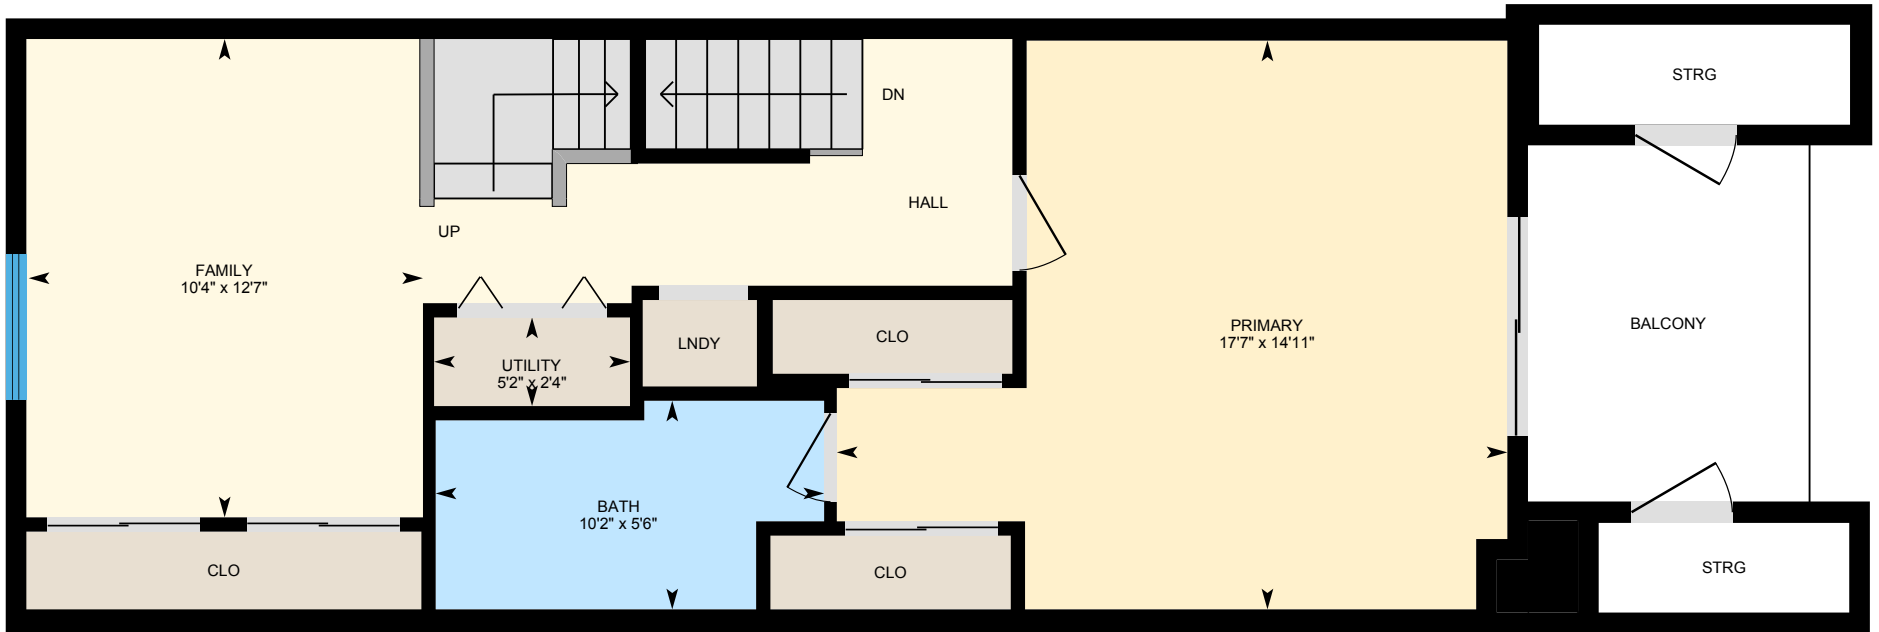 STRG
DN
HALL
UP
FAMILY
10'4" x 12'7"
PRIMARY
17'7" x 14'11"
BALCONY
LNDY
CLO
UTILITY
5'2" x 2'4"
BATH
10'2" x 5'6"
CLO
CLO
STRG